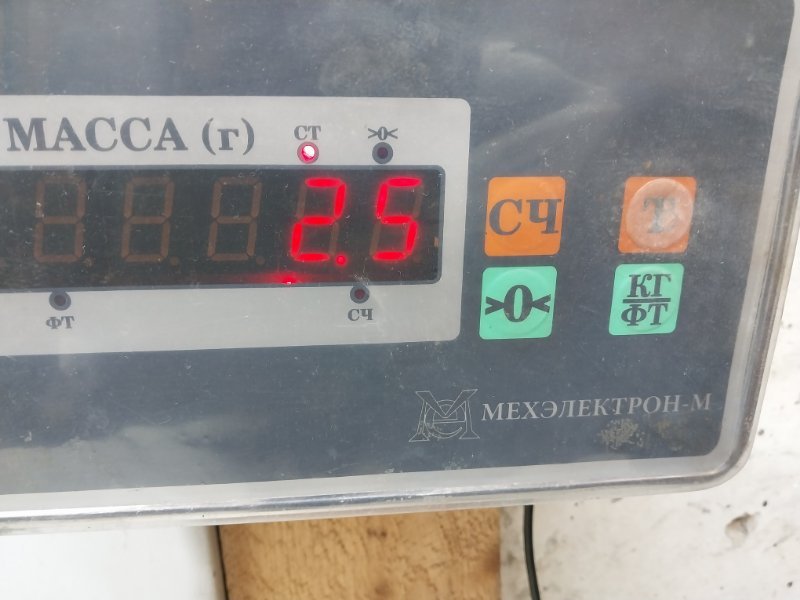 МАССА (г)
СТ
>0<
2.5
ФТ
СЧ
СЧ
Т
>0<
КГ
ФТ
МЕХЭЛЕКТРОН-М